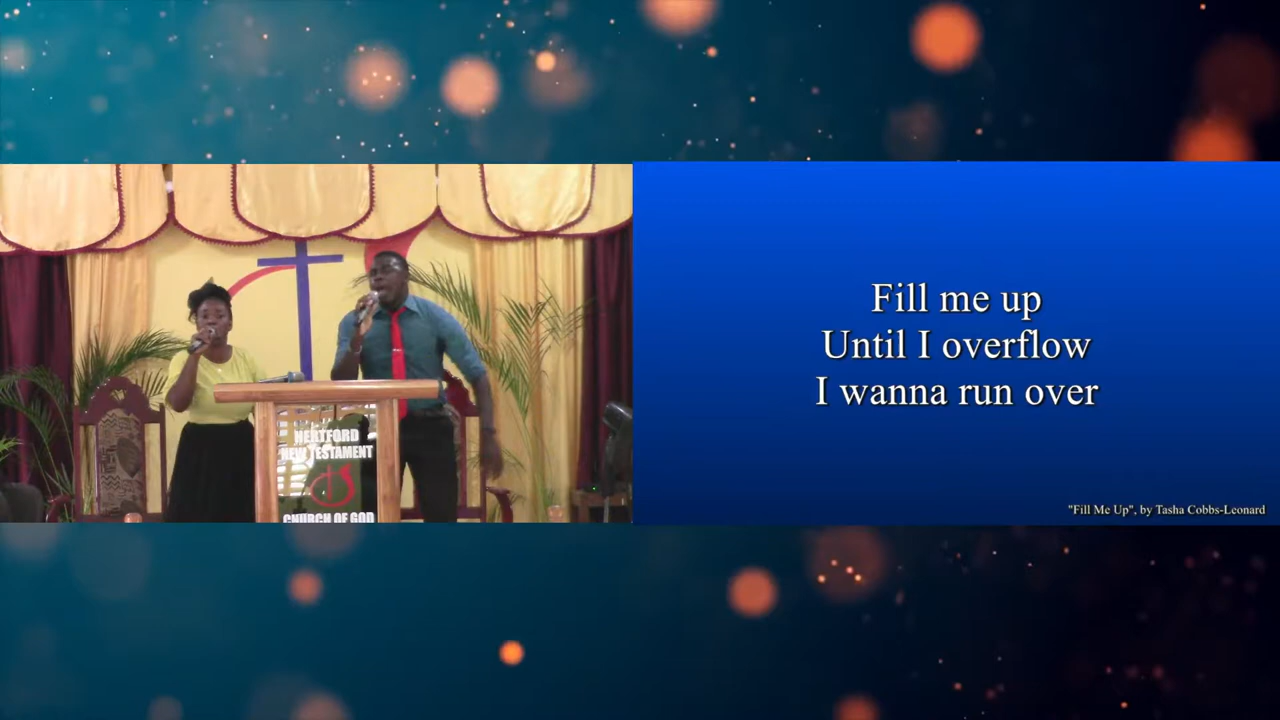 HERTFORD
NEW TESTAMENT
CHURCH OF GOD
Fill me up
Until I overflow
I wanna run over
"Fill Me Up", by Tasha Cobbs-Leonard